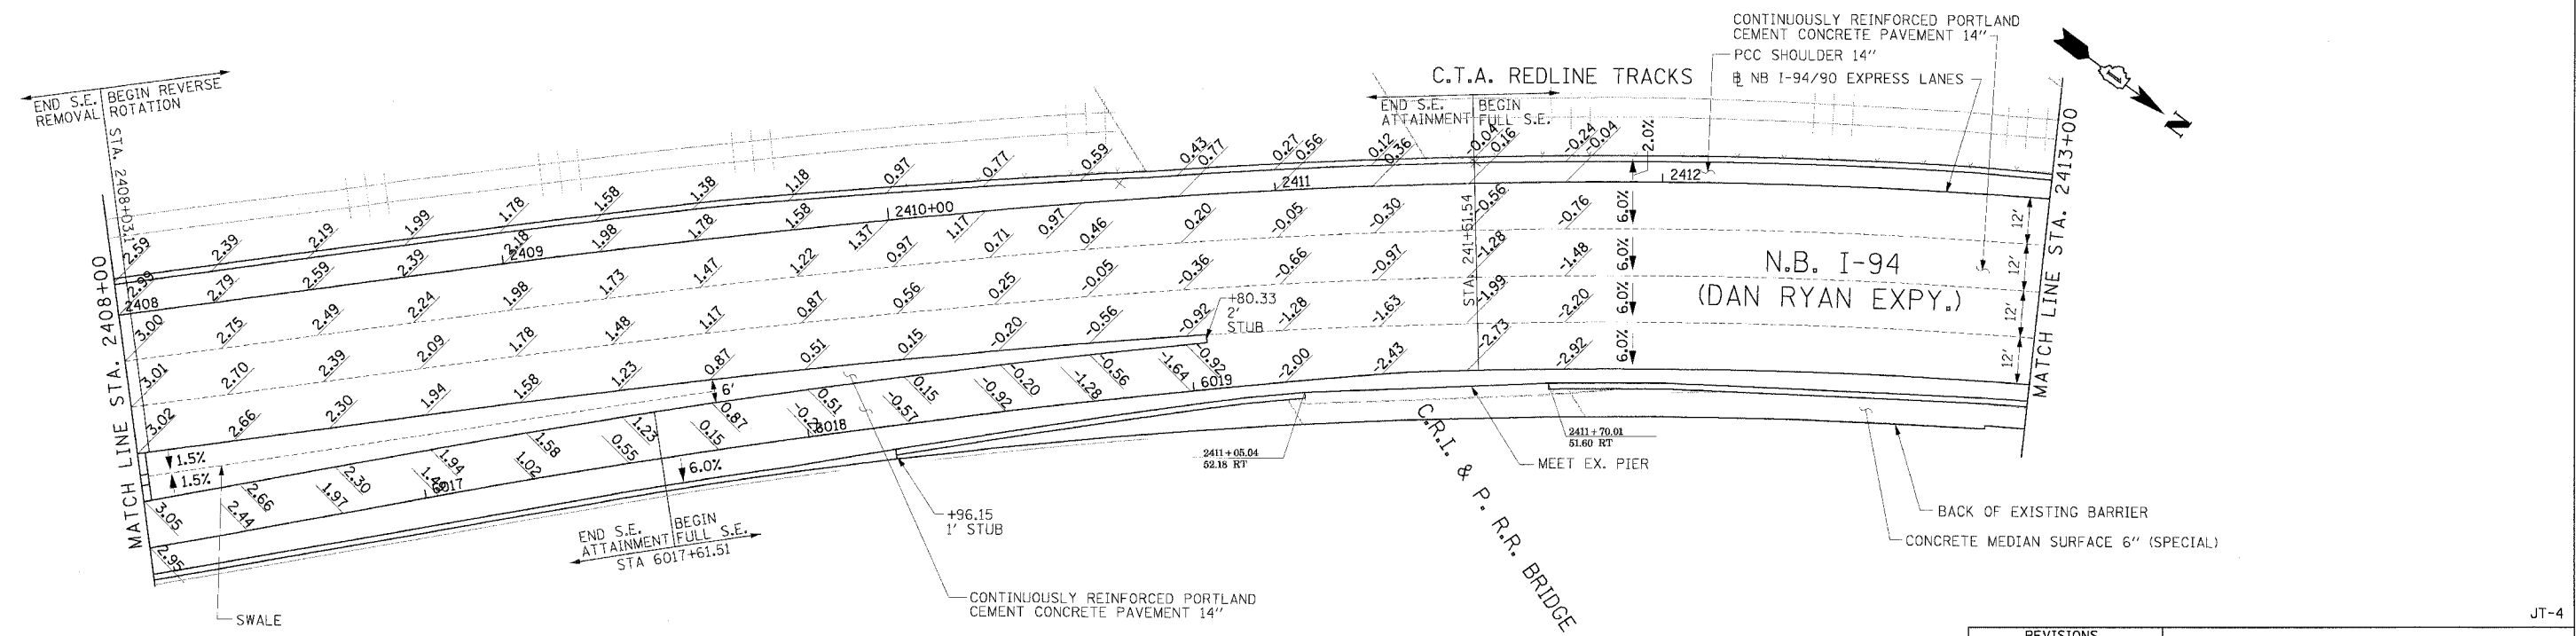 CONTINUOUSLY REINFORCED PORTLAND
CEMENT CONCRETE PAVEMENT 14"
PCC SHOULDER 14"
NB I-94/90 EXPRESS LANES
C.T.A. REDLINE TRACKS
END S.E. BEGIN REVERSE
REMOVAL ROTATION
END S.E. BEGIN
ATTAINMENT FULL S.E.
N
MATCH LINE STA. 2408+00
MATCH LINE STA. 2413+00
2.59 2.39 2.19 1.99 1.78 1.58 1.38 1.18 0.97 0.77 0.59 0.43 0.27 0.12 -0.04 -0.24
0.77 0.56 0.36 0.16 -0.04 2.0%
2.99 2.79 2.59 2.39 2.18 1.98 1.78 1.58 1.37 1.17 0.97
2408 2409 2410+00 2411 2412
3.00 2.75 2.49 2.24 1.98 1.73 1.47 1.22 0.97 0.71 0.46 0.20 -0.05 -0.30 -0.56 -0.76 6.0% 12'
3.01 2.70 2.39 2.09 1.78 1.48 1.17 0.87 0.56 0.25 -0.05 -0.36 -0.66 -0.97 -1.28 -1.48 6.0% 12'
3.02 2.66 2.30 1.94 1.58 1.23 0.87 0.51 0.15 -0.20 -0.56 -0.92 -1.28 -1.63 -1.99 -2.20 6.0% 12'
-2.00 -2.43 -2.73 -2.92 6.0% 12'
STA. 241+61.54
N.B. I-94
(DAN RYAN EXPY.)
+80.33
2'
STUB
6'
1.5%
1.5%
3.05 2.66 2.30 1.94 1.58 1.23 0.87 0.51 0.15 -0.20 -0.56 -0.92
2.95 2.44 1.97 1.02 0.55 0.15 -0.57 -0.92 -1.28 -1.64
6017 6018 6019
6.0%
2411+05.04
52.18 RT
2411+70.01
51.60 RT
MEET EX. PIER
C.R.I. & P. R.R. BRIDGE
+96.15
1' STUB
END S.E. BEGIN
ATTAINMENT FULL S.E.
STA 6017+61.51
BACK OF EXISTING BARRIER
CONCRETE MEDIAN SURFACE 6" (SPECIAL)
CONTINUOUSLY REINFORCED PORTLAND
CEMENT CONCRETE PAVEMENT 14"
SWALE
JT-4
REVISIONS